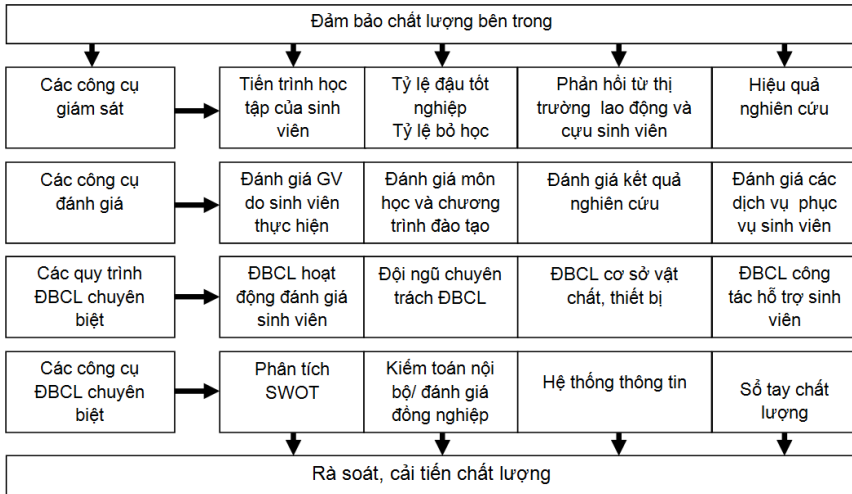 Đảm bảo chất lượng bên trong
Các công cụ
giám sát
Tiến trình học
tập của sinh
viên
Tỷ lệ đậu tốt
nghiệp
Tỷ lệ bỏ học
Phản hồi từ thị
trường lao động và
cựu sinh viên
Hiệu quả
nghiên cứu
Các công cụ
đánh giá
Đánh giá GV
do sinh viên
thực hiện
Đánh giá môn
học và chương
trình đào tạo
Đánh giá kết quả
nghiên cứu
Đánh giá các
dịch vụ phục
vụ sinh viên
Các quy trình
ĐBCL chuyên
biệt
ĐBCL hoạt
động đánh giá
sinh viên
Đội ngũ chuyên
trách ĐBCL
ĐBCL cơ sở vật
chất, thiết bị
ĐBCL công
tác hỗ trợ sinh
viên
Các công cụ
ĐBCL chuyên
biệt
Phân tích
SWOT
Kiểm toán nội
bộ/ đánh giá
đồng nghiệp
Hệ thống thông tin
Sổ tay chất
lượng
Rà soát, cải tiến chất lượng